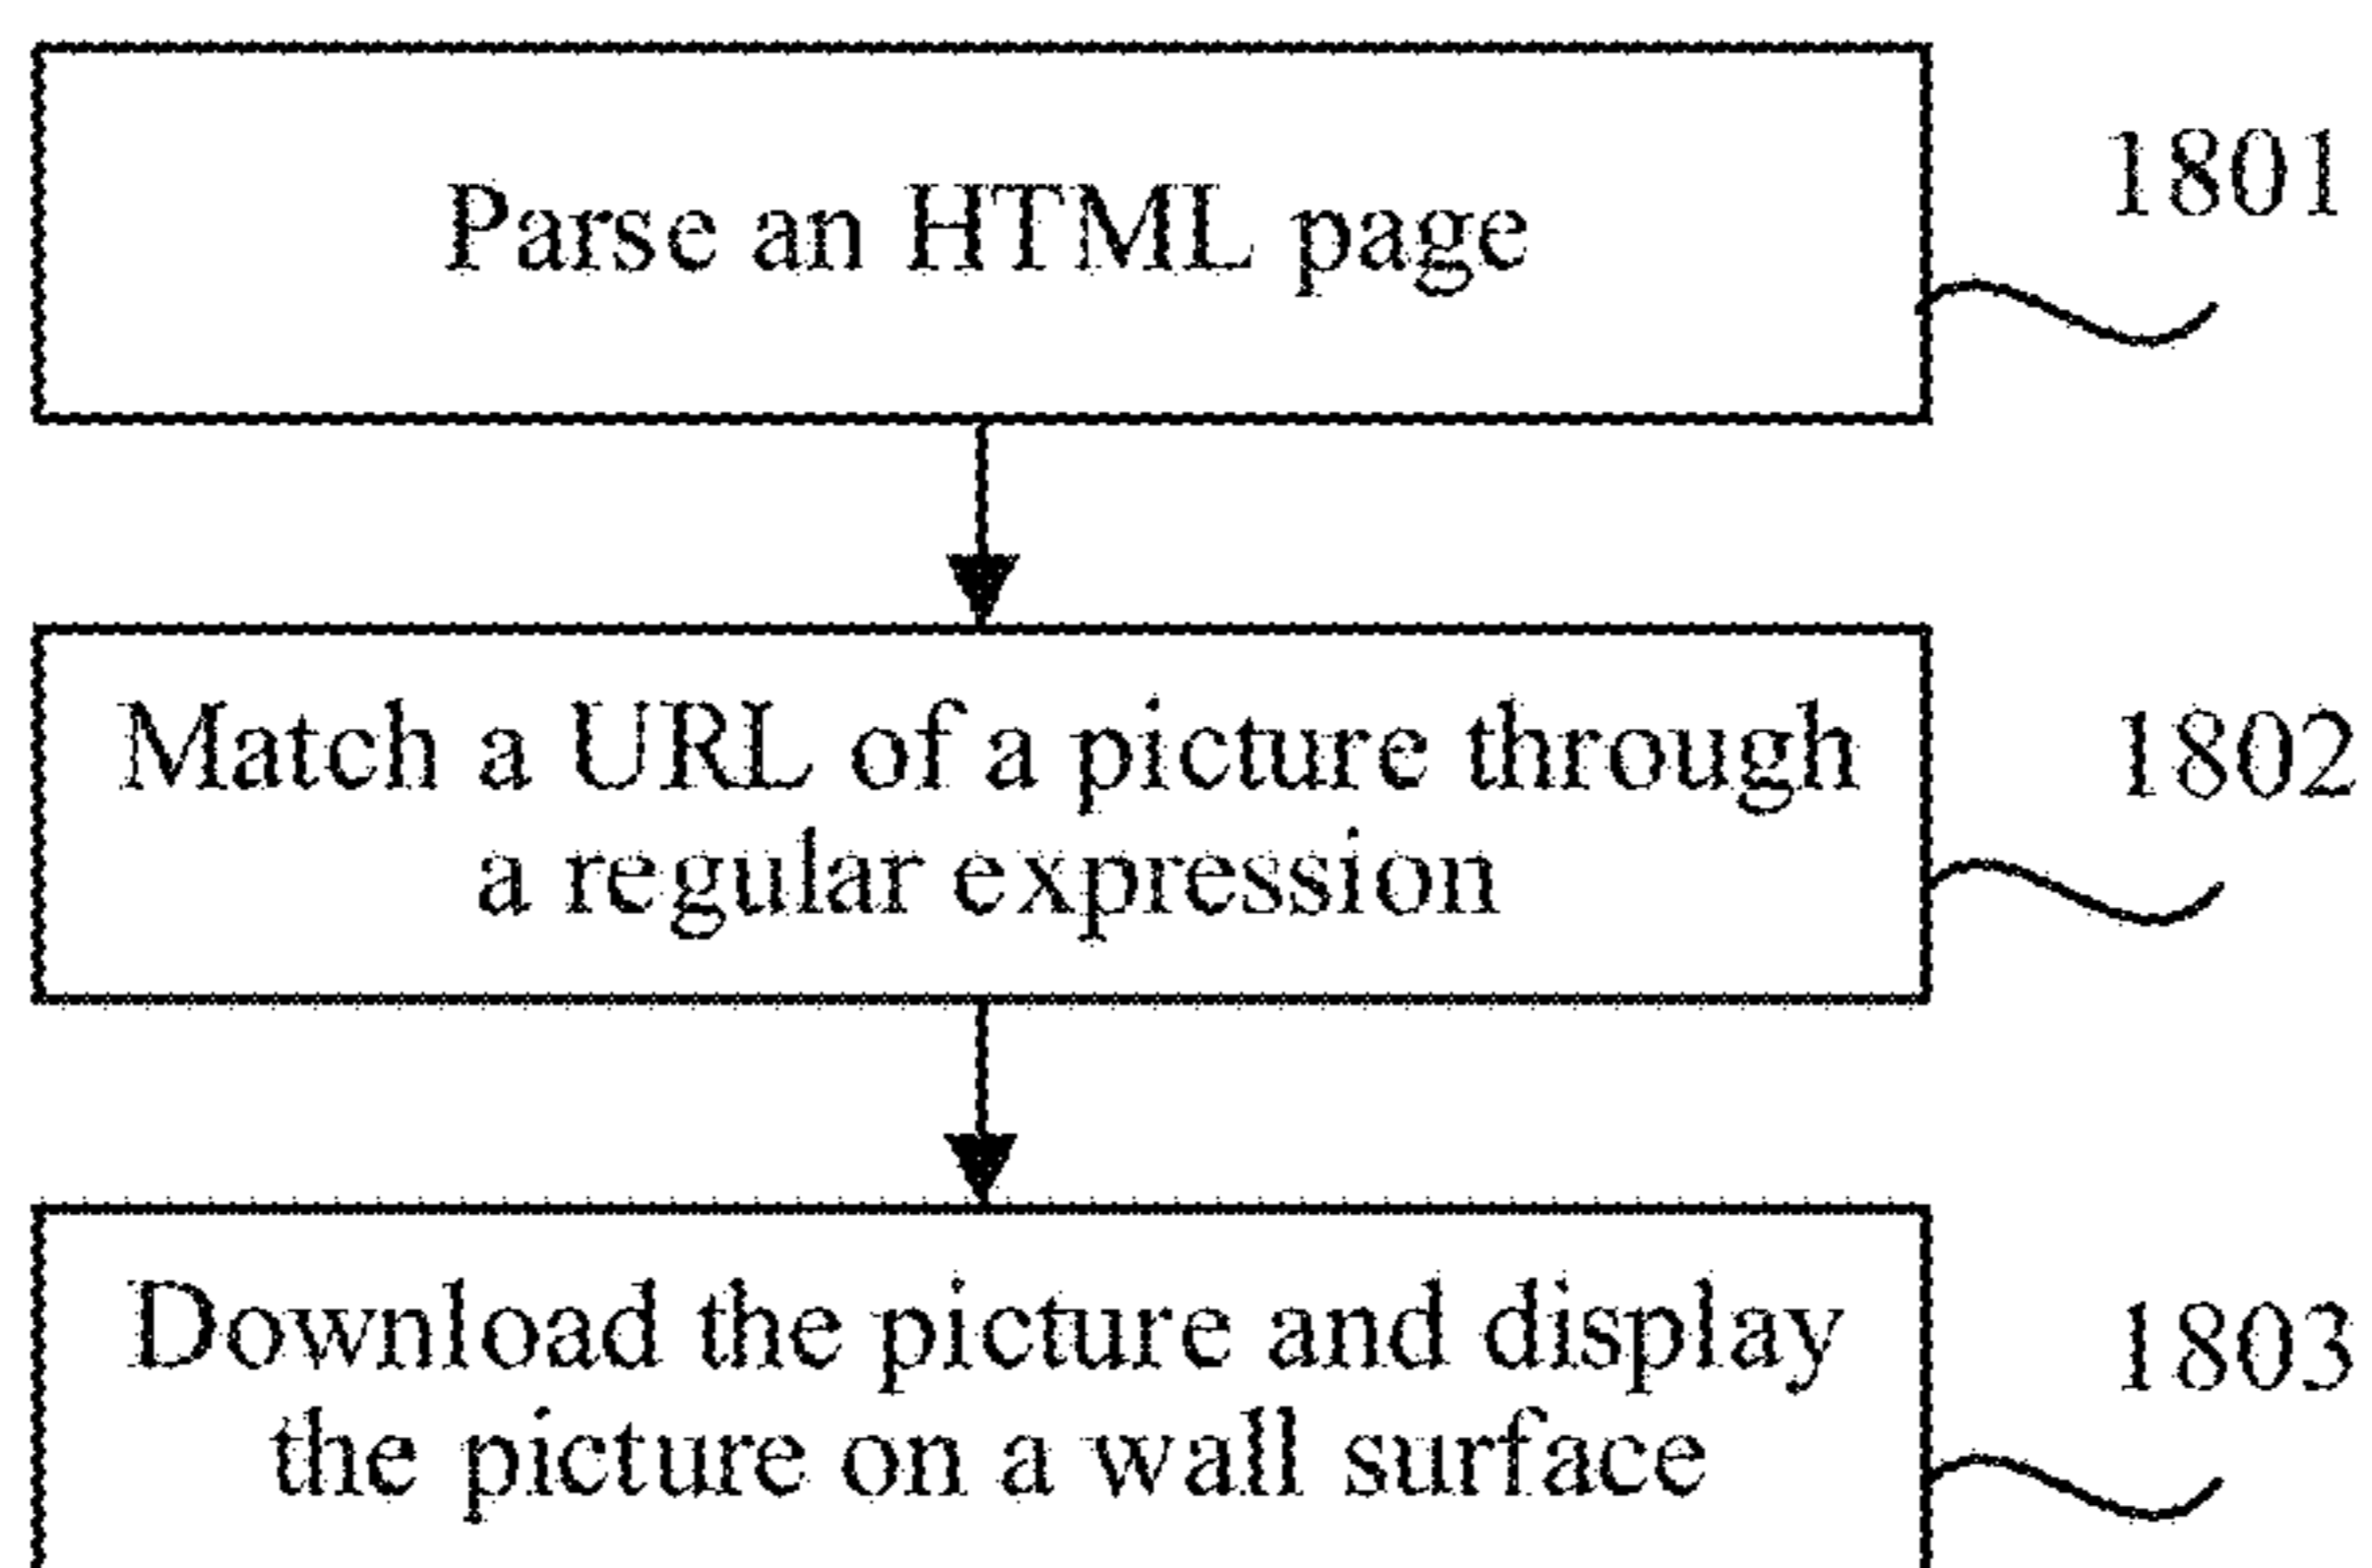 Parse an HTML page
1801
Match a URL of a picture through
a regular expression
1802
Download the picture and display
the picture on a wall surface
1803